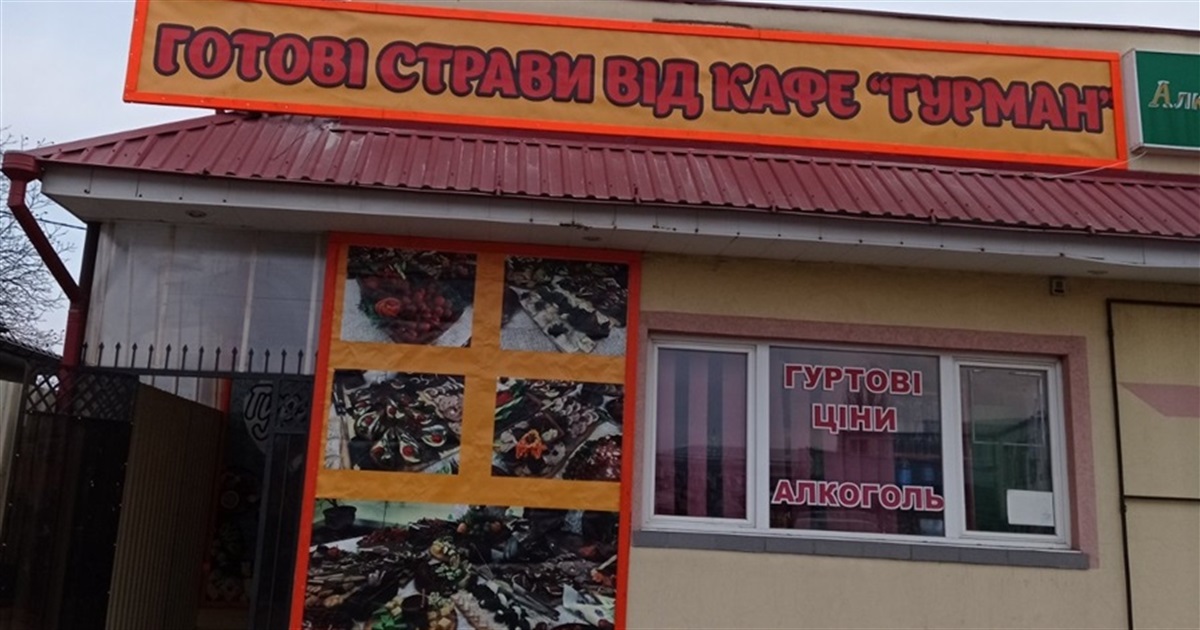 ГОТОВІ СТРАВИ ВІД КАФЕ “ГУРМАН”
ГУРТОВІ
ЦІНИ
АЛКОГОЛЬ